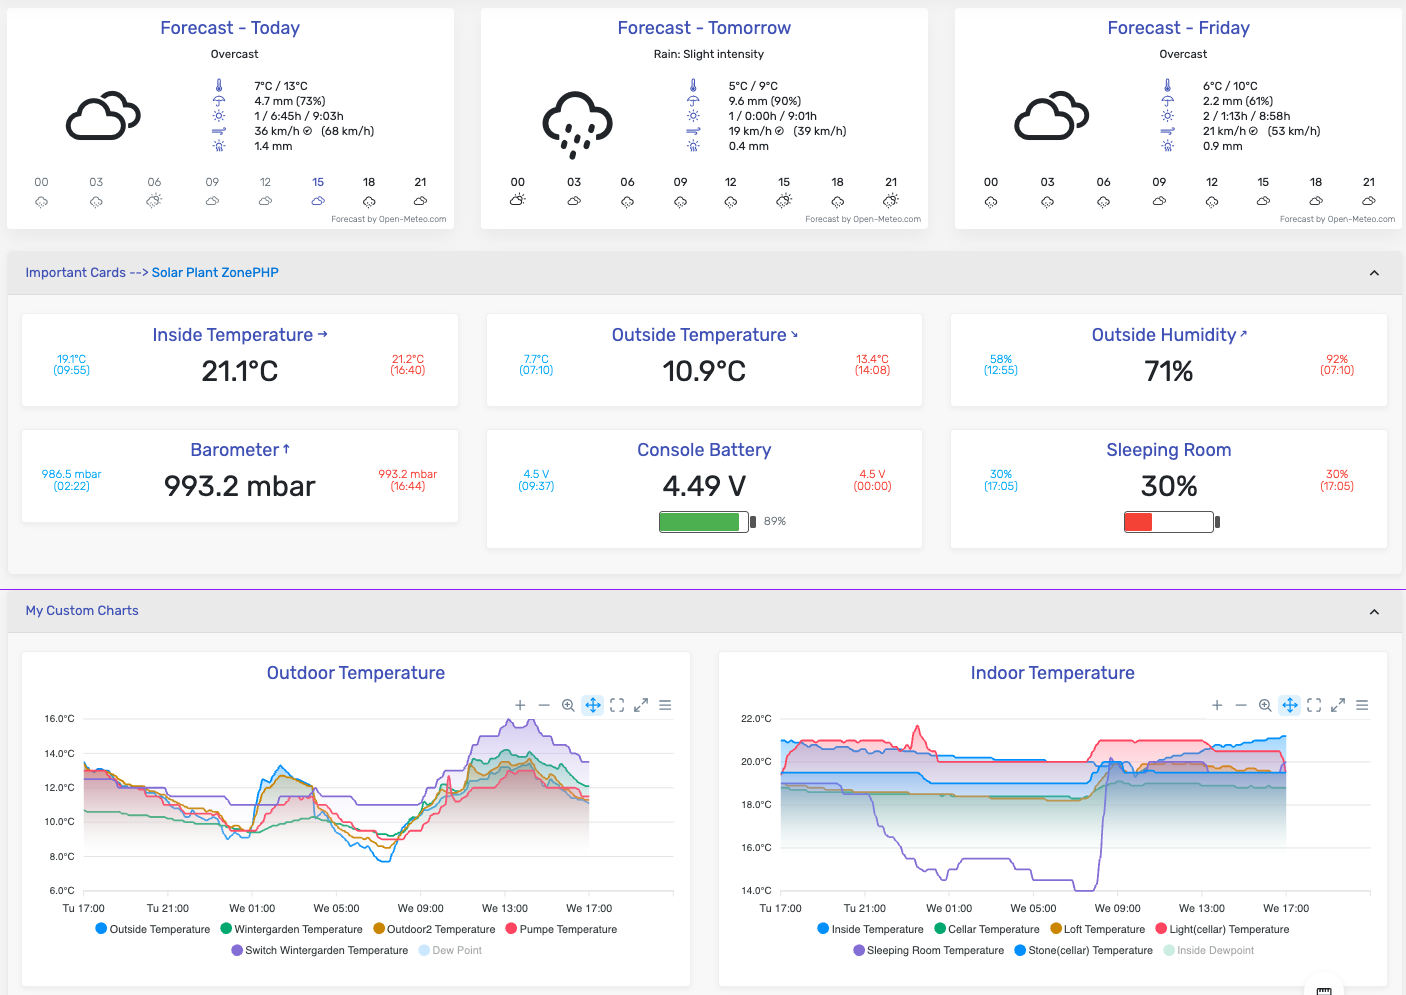 Forecast - Today
Overcast
7°C / 13°C
4.7 mm (73%)
1 / 6:45h / 9:03h
36 km/h (68 km/h)
1.4 mm
00 03 06 09 12 15 18 21
Forecast by Open-Meteo.com
Forecast - Tomorrow
Rain: Slight intensity
5°C / 9°C
9.6 mm (90%)
1 / 0:00h / 9:01h
19 km/h (39 km/h)
0.4 mm
00 03 06 09 12 15 18 21
Forecast by Open-Meteo.com
Forecast - Friday
Overcast
6°C / 10°C
2.2 mm (61%)
2 / 1:13h / 8:58h
21 km/h (53 km/h)
0.9 mm
00 03 06 09 12 15 18 21
Forecast by Open-Meteo.com
Important Cards --> Solar Plant ZonePHP
Inside Temperature →
19.1°C
(09:55)
21.1°C
21.2°C
(16:40)
Outside Temperature ↘
7.7°C
(07:10)
10.9°C
13.4°C
(14:08)
Outside Humidity ↗
58%
(12:55)
71%
92%
(07:10)
Barometer ↑
986.5 mbar
(02:22)
993.2 mbar
993.2 mbar
(16:44)
Console Battery
4.5 V
(09:37)
4.49 V
4.5 V
(00:00)
89%
Sleeping Room
30%
(17:05)
30%
30%
(17:05)
My Custom Charts
Outdoor Temperature
16.0°C
14.0°C
12.0°C
10.0°C
8.0°C
6.0°C
Tu 17:00 Tu 21:00 We 01:00 We 05:00 We 09:00 We 13:00 We 17:00
Outside Temperature Wintergarden Temperature Outdoor2 Temperature Pumpe Temperature
Switch Wintergarden Temperature Dew Point
Indoor Temperature
22.0°C
20.0°C
18.0°C
16.0°C
14.0°C
Tu 17:00 Tu 21:00 We 01:00 We 05:00 We 09:00 We 13:00 We 17:00
Inside Temperature Cellar Temperature Loft Temperature Light(cellar) Temperature
Sleeping Room Temperature Stone(cellar) Temperature Inside Dewpoint